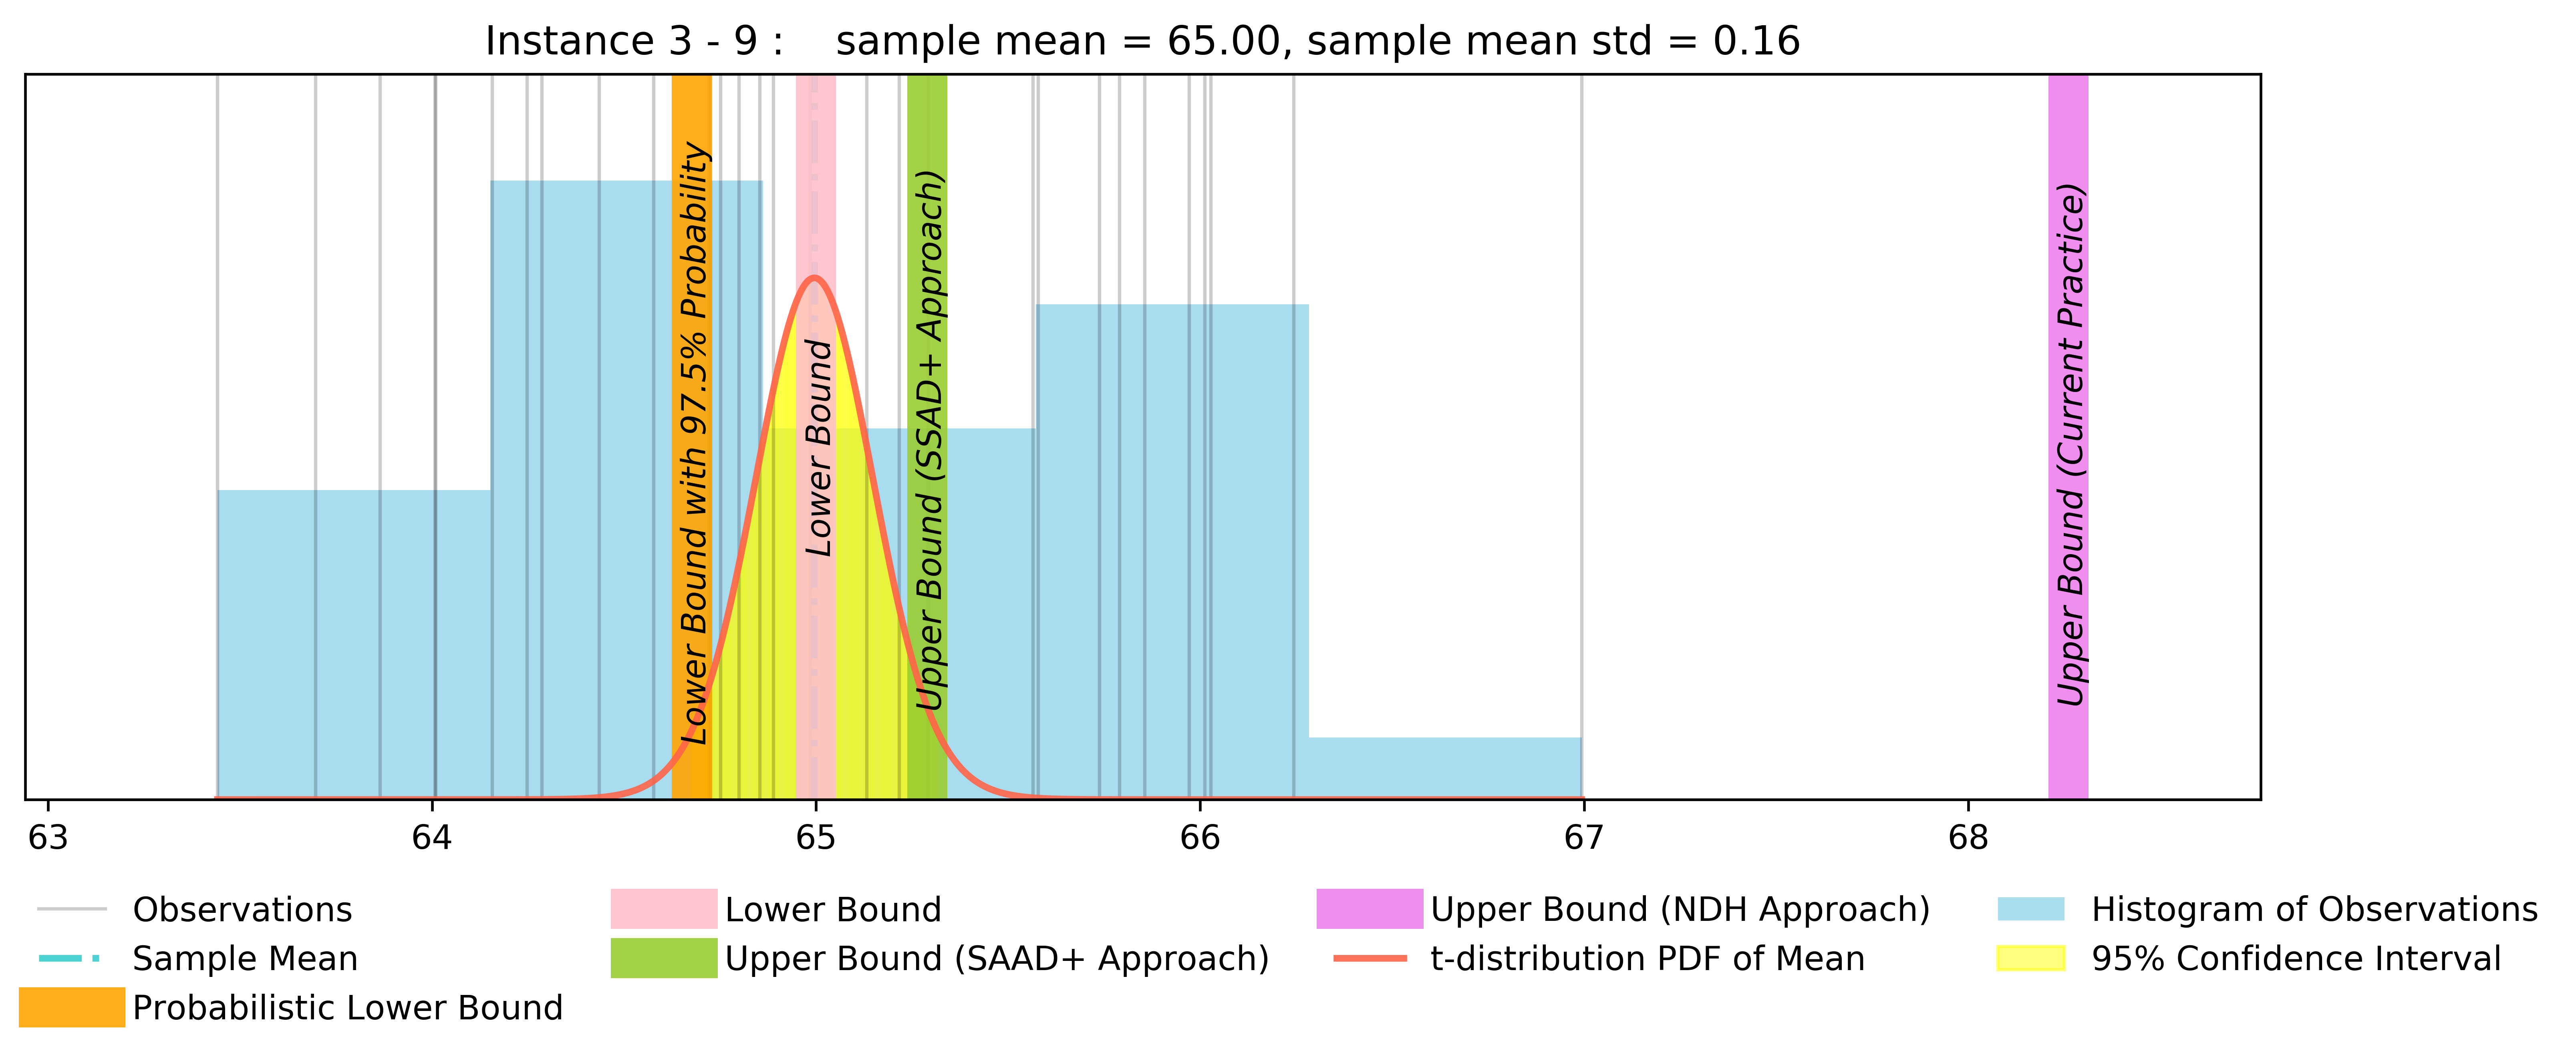 Instance 3 - 9 :    sample mean = 65.00, sample mean std = 0.16
Lower Bound with 97.5% Probability
Lower Bound
Upper Bound (SSAD+ Approach)
Upper Bound (Current Practice)
63 64 65 66 67 68
Observations
Sample Mean
Probabilistic Lower Bound
Lower Bound
Upper Bound (SAAD+ Approach)
Upper Bound (NDH Approach)
t-distribution PDF of Mean
Histogram of Observations
95% Confidence Interval